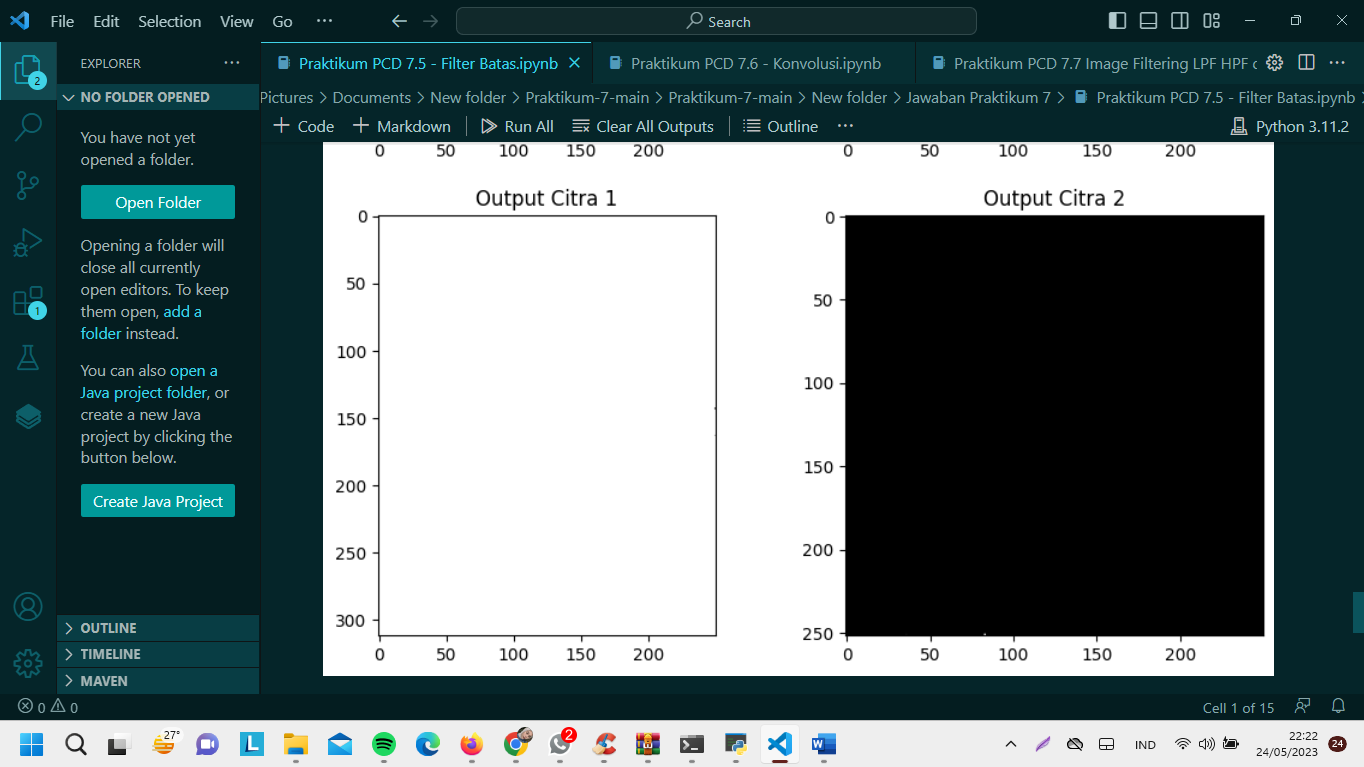 File Edit Selection View Go ···
Search
EXPLORER ···
2
NO FOLDER OPENED
You have not yet
opened a folder.
Open Folder
Opening a folder will
close all currently
open editors. To keep
them open, add a
folder instead.
You can also open a
Java project folder, or
create a new Java
project by clicking the
button below.
Create Java Project
1
OUTLINE
TIMELINE
MAVEN
Praktikum PCD 7.5 - Filter Batas.ipynb
Praktikum PCD 7.6 - Konvolusi.ipynb
Praktikum PCD 7.7 Image Filtering LPF HPF
Pictures > Documents > New folder > Praktikum-7-main > Praktikum-7-main > New folder > Jawaban Praktikum 7 > Praktikum PCD 7.5 - Filter Batas.ipynb >
+ Code + Markdown Run All Clear All Outputs Outline ··· Python 3.11.2
0 50 100 150 200
0 50 100 150 200
Output Citra 1
0
50
100
150
200
250
300
0 50 100 150 200
Output Citra 2
0
50
100
150
200
250
0 50 100 150 200
0 0
Cell 1 of 15
27°
L
2
W
IND
22:22
24/05/2023
24